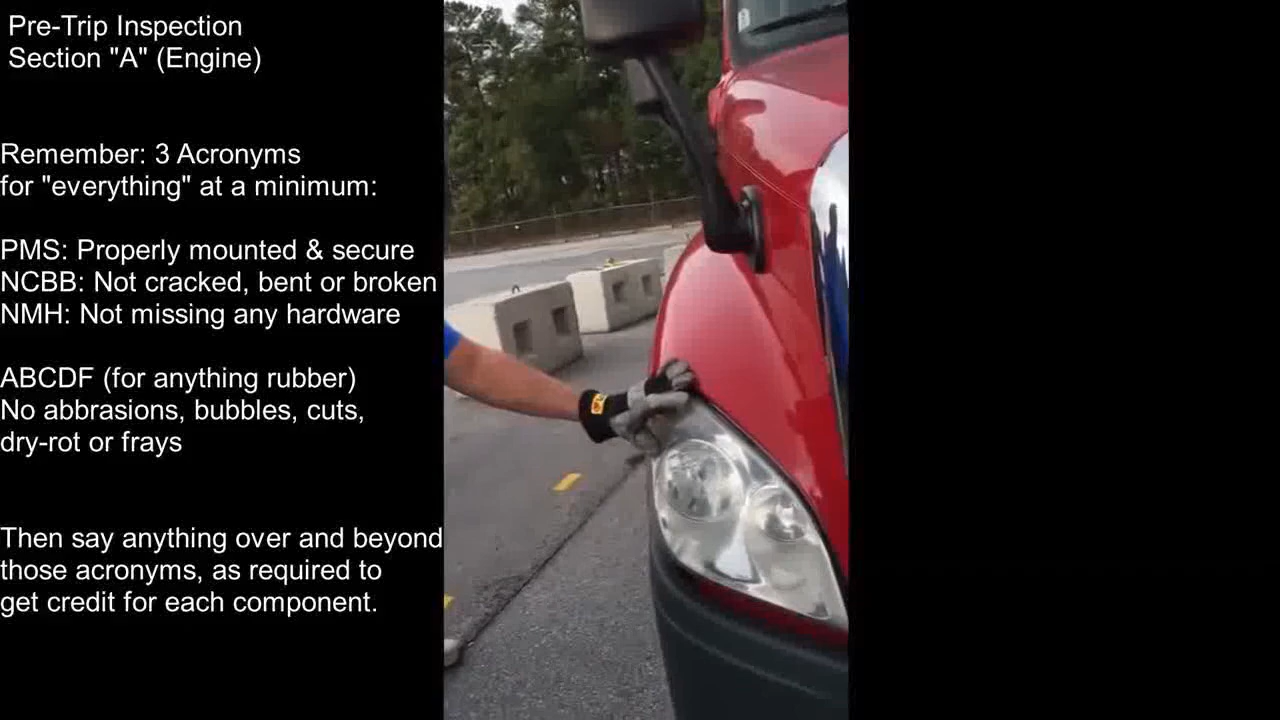 Pre-Trip Inspection
Section "A" (Engine)
Remember: 3 Acronyms
for "everything" at a minimum:
PMS: Properly mounted & secure
NCBB: Not cracked, bent or broken
NMH: Not missing any hardware
ABCDF (for anything rubber)
No abbrasions, bubbles, cuts,
dry-rot or frays
Then say anything over and beyond
those acronyms, as required to
get credit for each component.